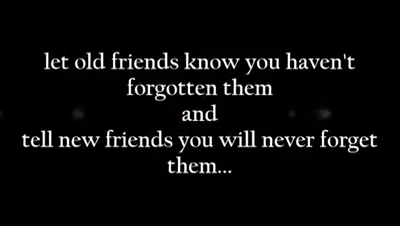 let old friends know you haven't
forgotten them
and
tell new friends you will never forget
them...